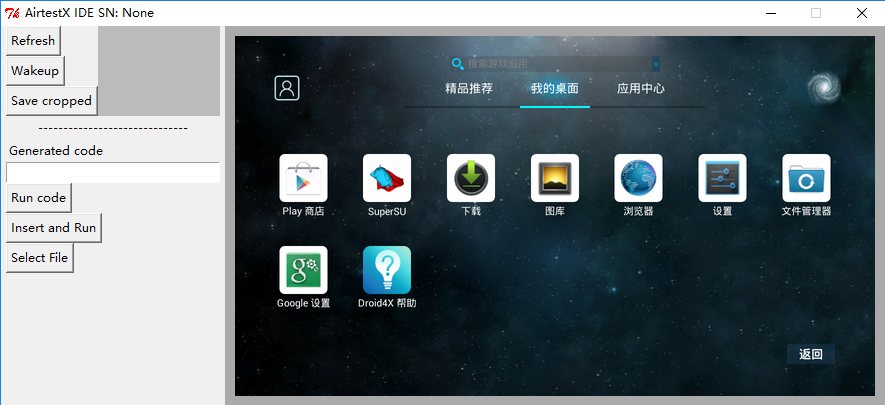 AirtestX IDE SN: None
Refresh
Wakeup
Save cropped
------------------------------
Generated code
Run code
Insert and Run
Select File
搜索游戏应用
精品推荐 我的桌面 应用中心
Play 商店 SuperSU 下载 图库 浏览器 设置 文件管理器
Google 设置 Droid4X 帮助
返回